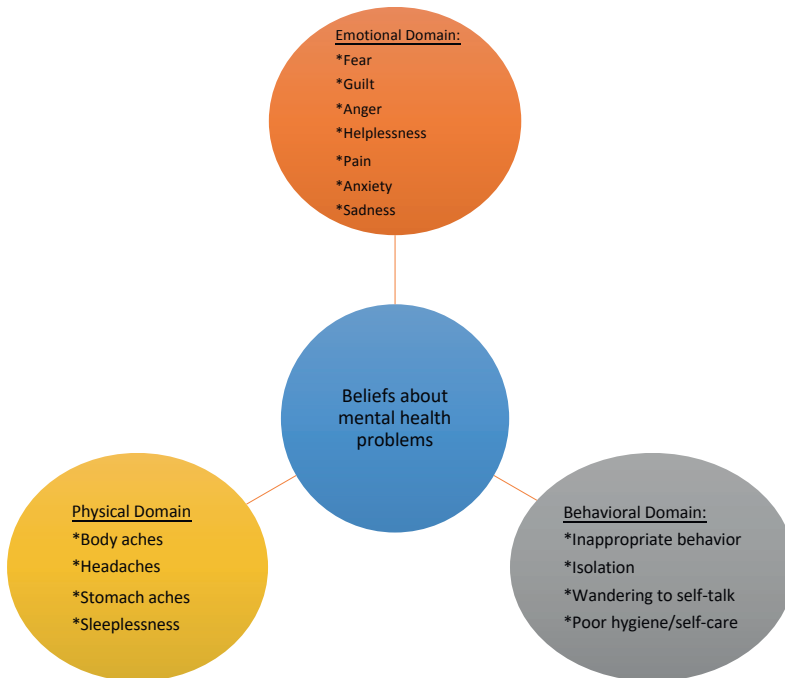 Emotional Domain:
*Fear
*Guilt
*Anger
*Helplessness
*Pain
*Anxiety
*Sadness
Beliefs about
mental health
problems
Physical Domain
*Body aches
*Headaches
*Stomach aches
*Sleeplessness
Behavioral Domain:
*Inappropriate behavior
*Isolation
*Wandering to self-talk
*Poor hygiene/self-care